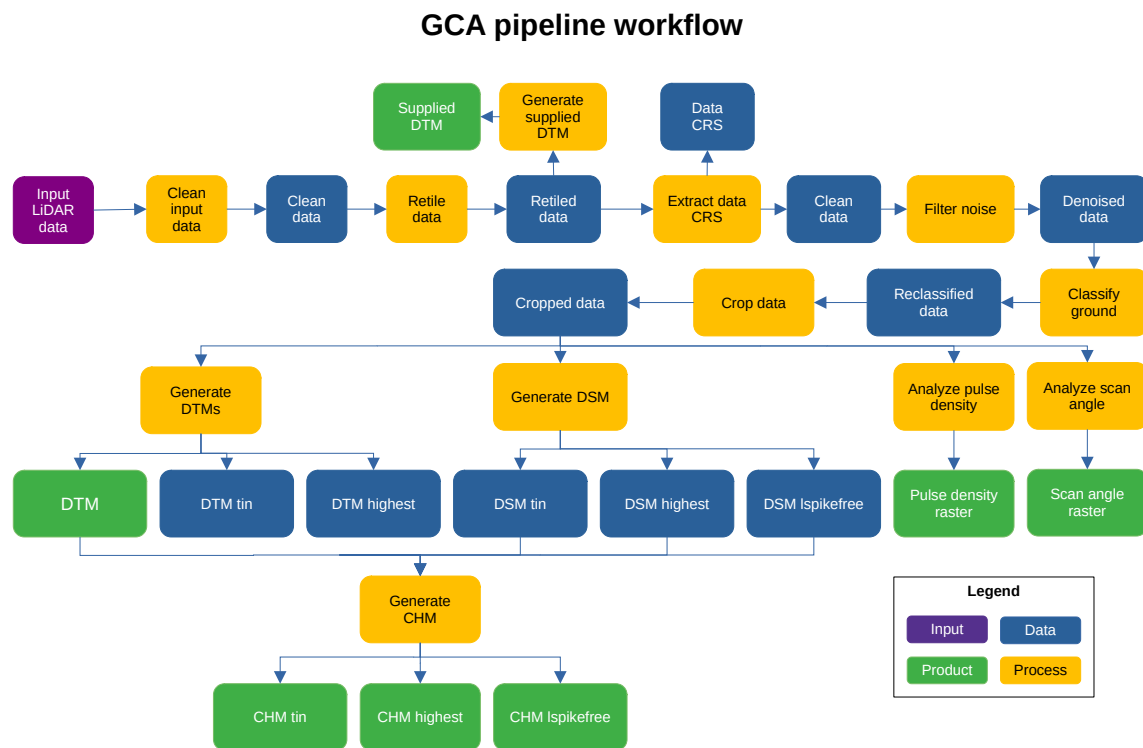 GCA pipeline workflow
Supplied
DTM
Generate
supplied
DTM
Data
CRS
Input
LiDAR
data
Clean
input
data
Clean
data
Retile
data
Retiled
data
Extract data
CRS
Clean
data
Filter noise
Denoised
data
Cropped data
Crop data
Reclassified
data
Classify
ground
Generate
DTMs
Generate DSM
Analyze pulse
density
Analyze scan
angle
DTM
DTM tin
DTM highest
DSM tin
DSM highest
DSM lspikefree
Pulse density
raster
Scan angle
raster
Generate
CHM
Legend
Input
Data
Product
Process
CHM tin
CHM highest
CHM lspikefree